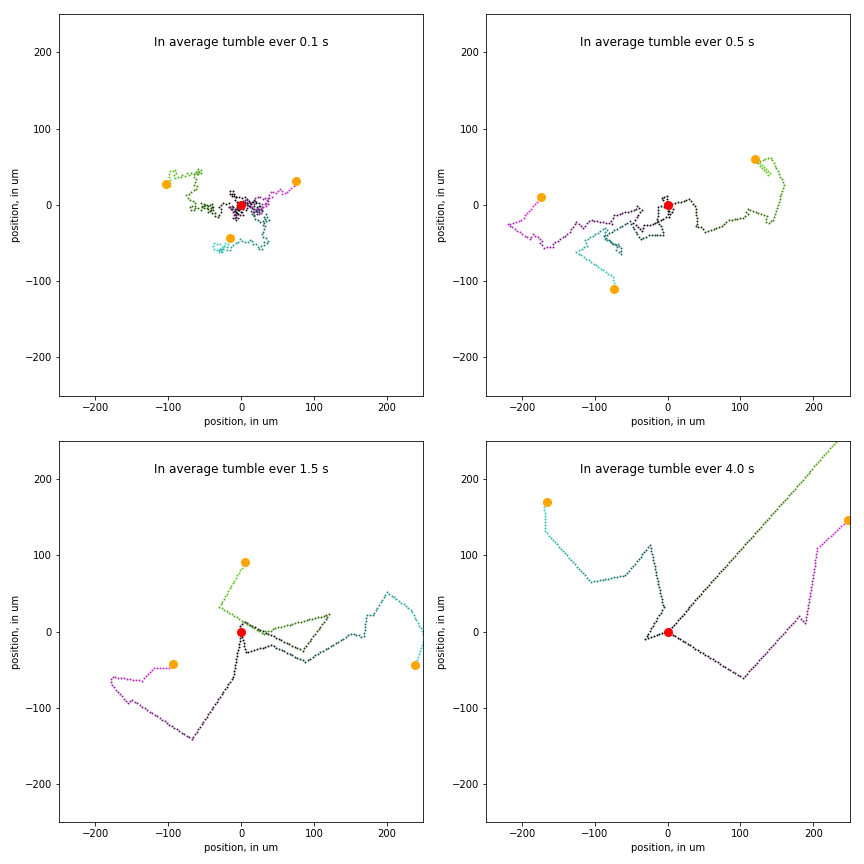 In average tumble ever 0.1 s
200
100
0
−100
−200
position, in um
−200 −100 0 100 200
position, in um
In average tumble ever 0.5 s
200
100
0
−100
−200
position, in um
−200 −100 0 100 200
position, in um
In average tumble ever 1.5 s
200
100
0
−100
−200
position, in um
−200 −100 0 100 200
position, in um
In average tumble ever 4.0 s
200
100
0
−100
−200
position, in um
−200 −100 0 100 200
position, in um